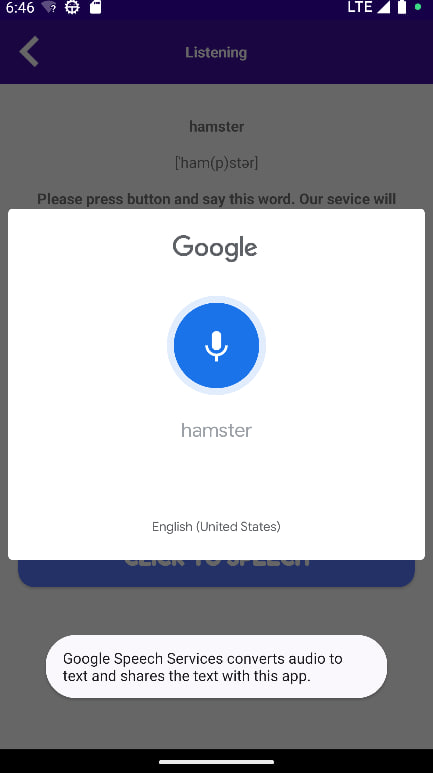 6:46 LTE
Listening
hamster
['ham(p)stər]
Please press button and say this word. Our sevice will
Google
hamster
English (United States)
CLICK TO SPEECH
Google Speech Services converts audio to
text and shares the text with this app.